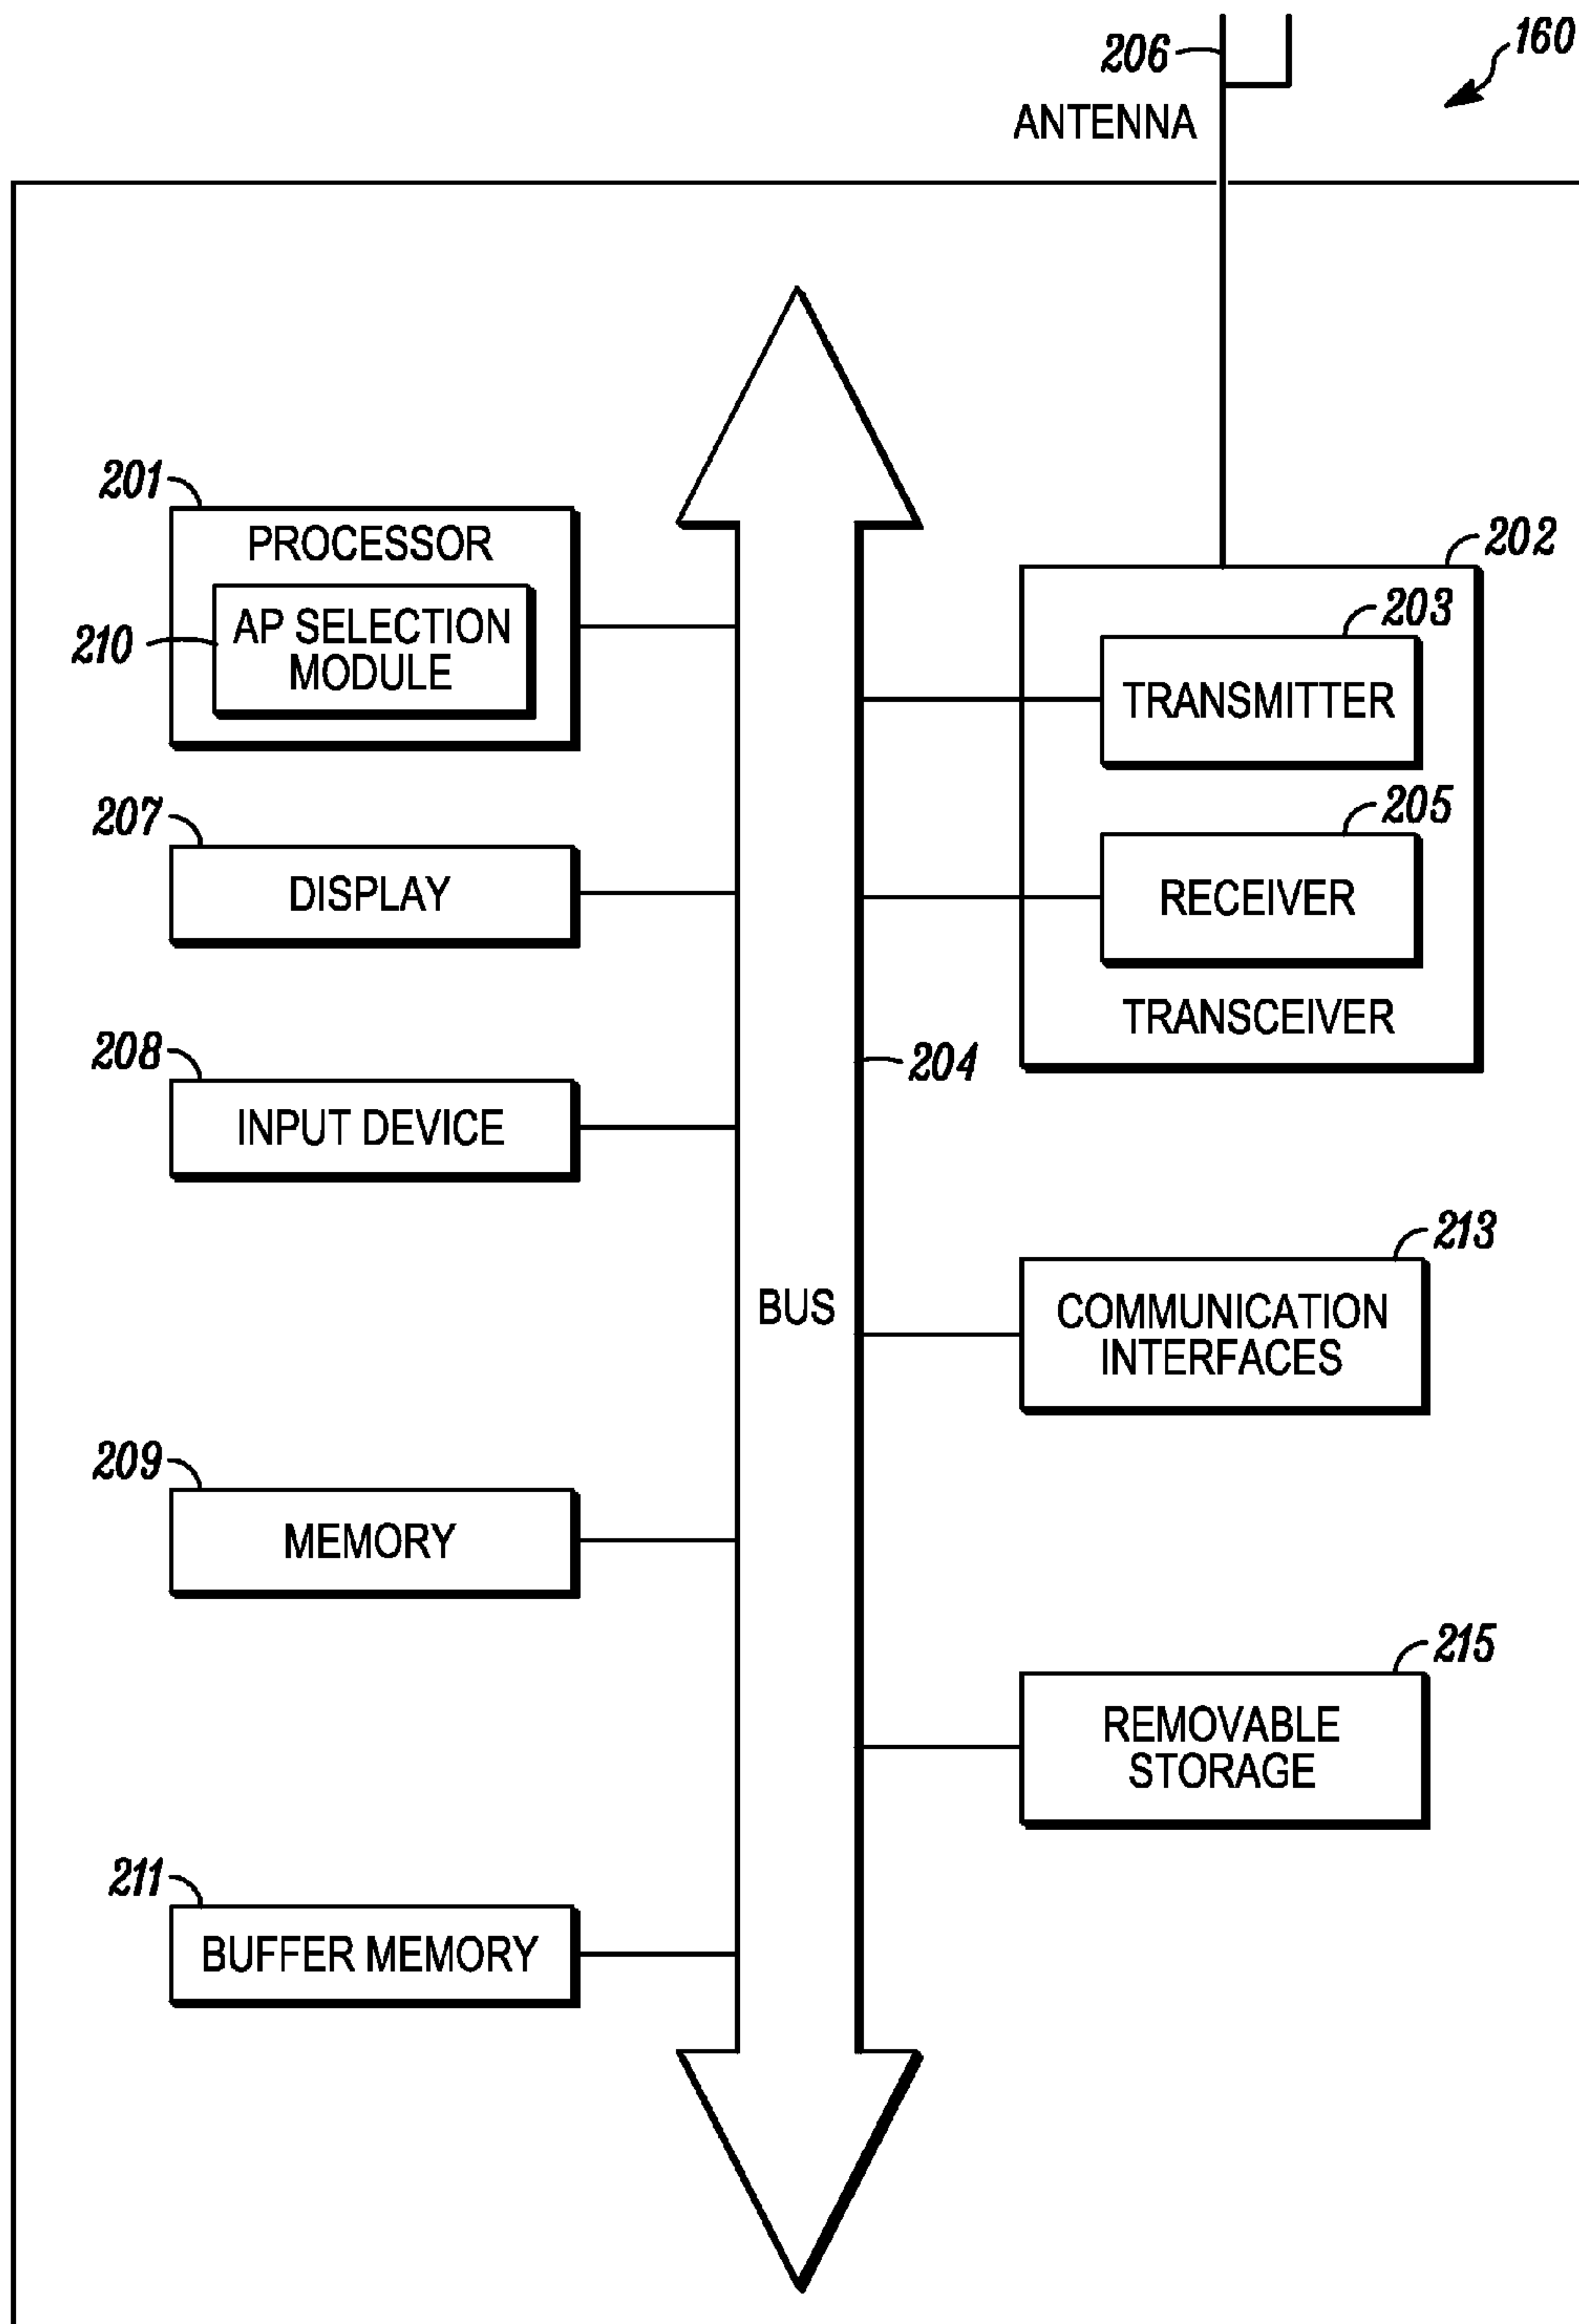 206
160
ANTENNA
201
PROCESSOR
202
210
AP SELECTION
MODULE
203
TRANSMITTER
207
DISPLAY
205
RECEIVER
TRANSCEIVER
208
INPUT DEVICE
204
213
BUS
COMMUNICATION
INTERFACES
209
MEMORY
215
REMOVABLE
STORAGE
211
BUFFER MEMORY